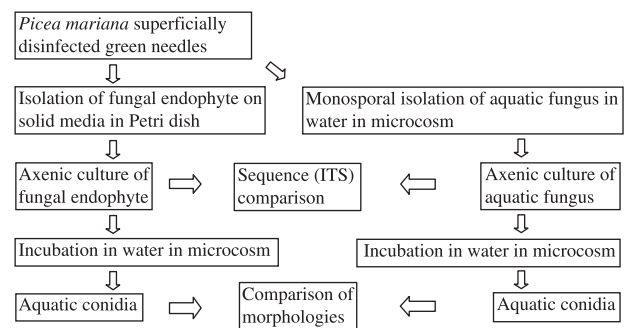 Picea mariana superficially
disinfected green needles
Isolation of fungal endophyte on
solid media in Petri dish
Monosporal isolation of aquatic fungus in
water in microcosm
Axenic culture of
fungal endophyte
Sequence (ITS)
comparison
Axenic culture of
aquatic fungus
Incubation in water in microcosm
Incubation in water in microcosm
Aquatic conidia
Comparison of
morphologies
Aquatic conidia